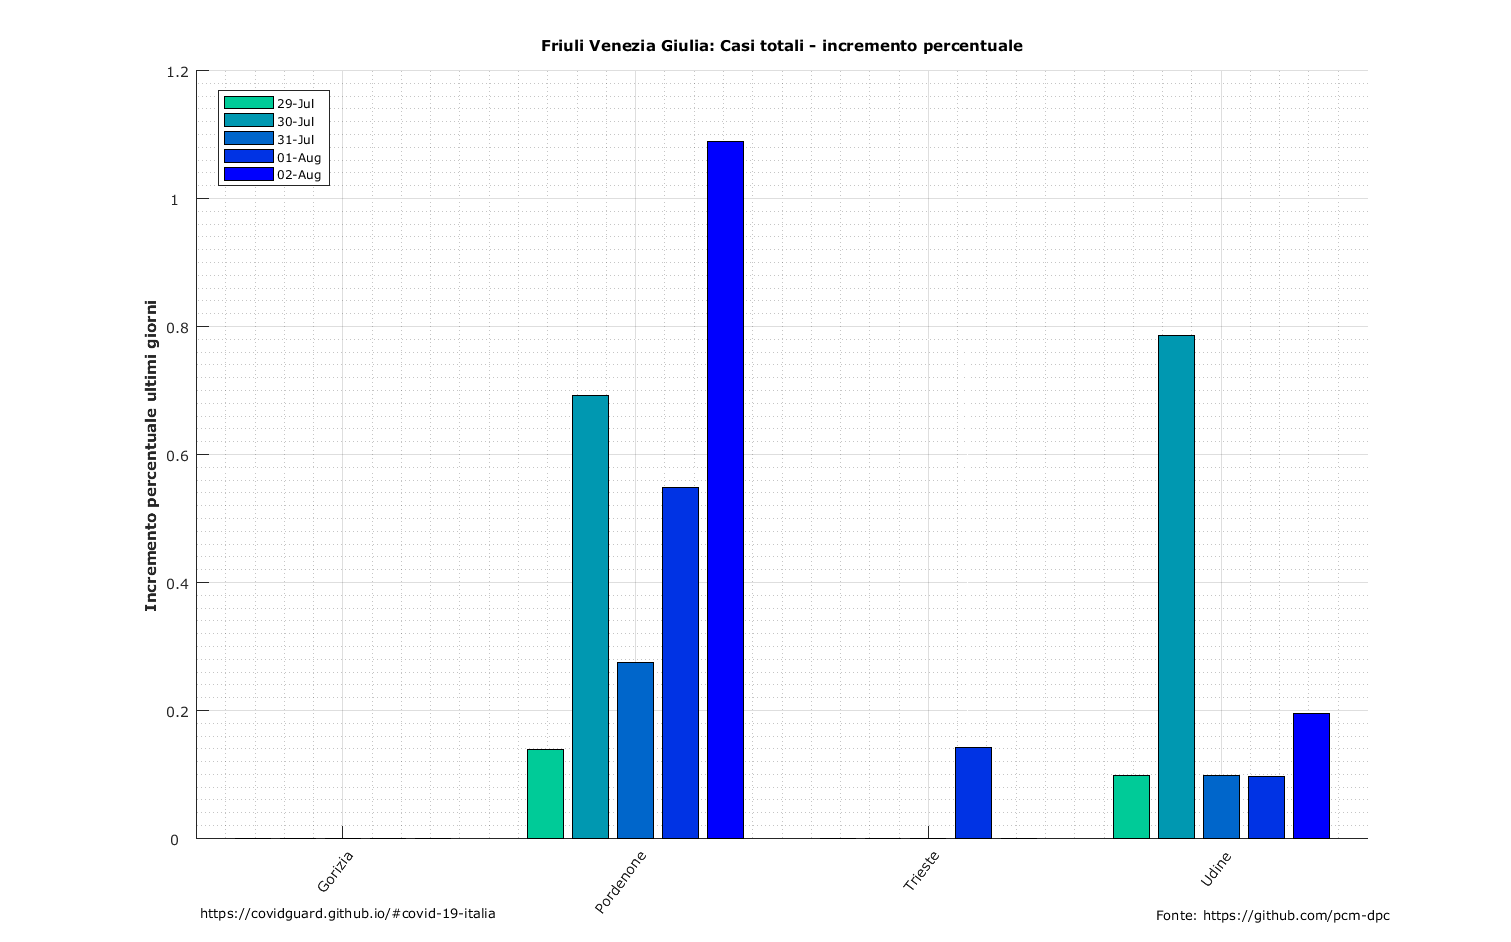 Friuli Venezia Giulia: Casi totali - incremento percentuale
1.2
1
0.8
0.6
0.4
0.2
0
Incremento percentuale ultimi giorni
29-Jul
30-Jul
31-Jul
01-Aug
02-Aug
Gorizia
Pordenone
Trieste
Udine
https://covidguard.github.io/#covid-19-italia
Fonte: https://github.com/pcm-dpc